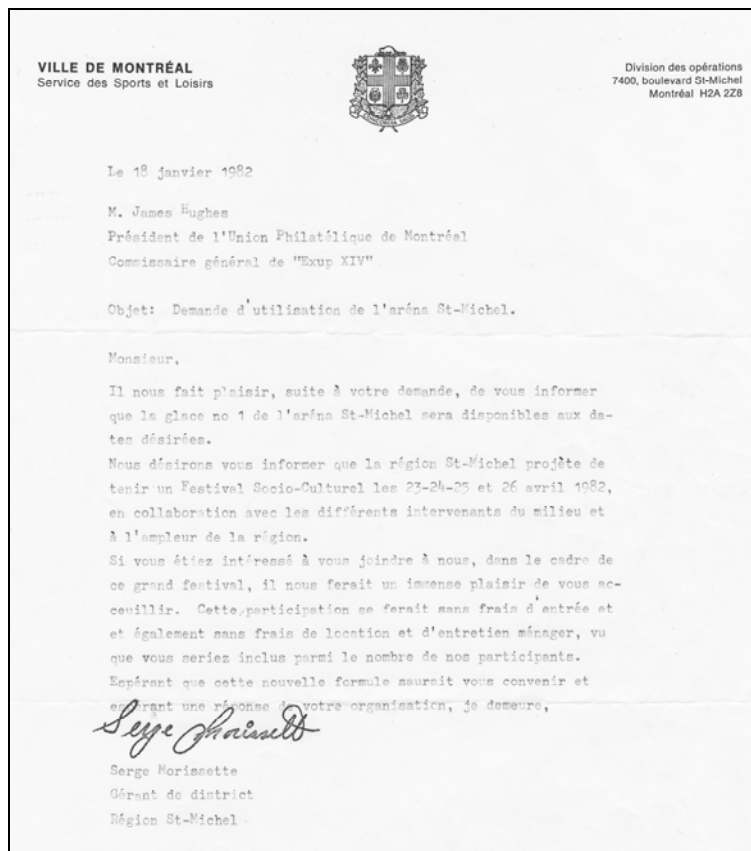 VILLE DE MONTRÉAL
Service des Sports et Loisirs
CONCORDIA SALUS
Division des opérations
7400, boulevard St-Michel
Montréal H2A 2Z8
Le 18 janvier 1982
M. James Hughes
Président de l'Union Philatélique de Montréal
Commissaire général de "Exup XIV"
Objet: Demande d'utilisation de l'aréna St-Michel.
Monsieur,
Il nous fait plaisir, suite à votre demande, de vous informer
que la glace no 1 de l'aréna St-Michel sera disponibles aux da-
tes désirées.
Nous désirons vous informer que la région St-Michel projète de
tenir un Festival Socio-Culturel les 23-24-25 et 26 avril 1982,
en collaboration avec les différents intervenants du milieu et
à l'ampleur de la région.
Si vous étiez intéressé à vous joindre à nous, dans le cadre de
ce grand festival, il nous ferait un immense plaisir de vous ac-
ceuillir. Cette participation se ferait sans frais d'entrée et
et également sans frais de location et d'entretien ménager, vu
que vous seriez inclus parmi le nombre de nos participants.
Espérant que cette nouvelle formule saurait vous convenir et
espérant une réponse de votre organisation, je demeure,
Serge Morissette
Serge Morissette
Gérant de district
Région St-Michel